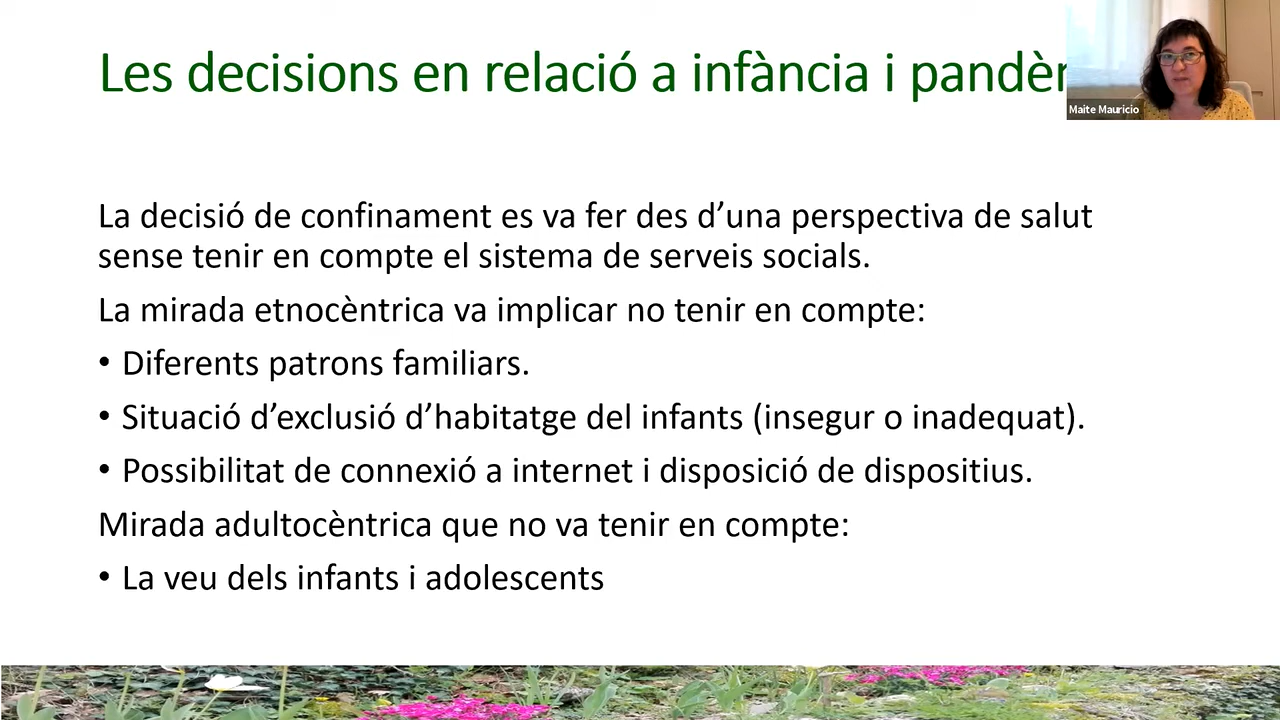 Les decisions en relació a infància i
Maite Mauricio
La decisió de confinament es va fer des d’una perspectiva de salut
sense tenir en compte el sistema de serveis socials.
La mirada etnocèntrica va implicar no tenir en compte:
• Diferents patrons familiars.
• Situació d’exclusió d’habitatge del infants (insegur o inadequat).
• Possibilitat de connexió a internet i disposició de dispositius.
Mirada adultocèntrica que no va tenir en compte:
• La veu dels infants i adolescents